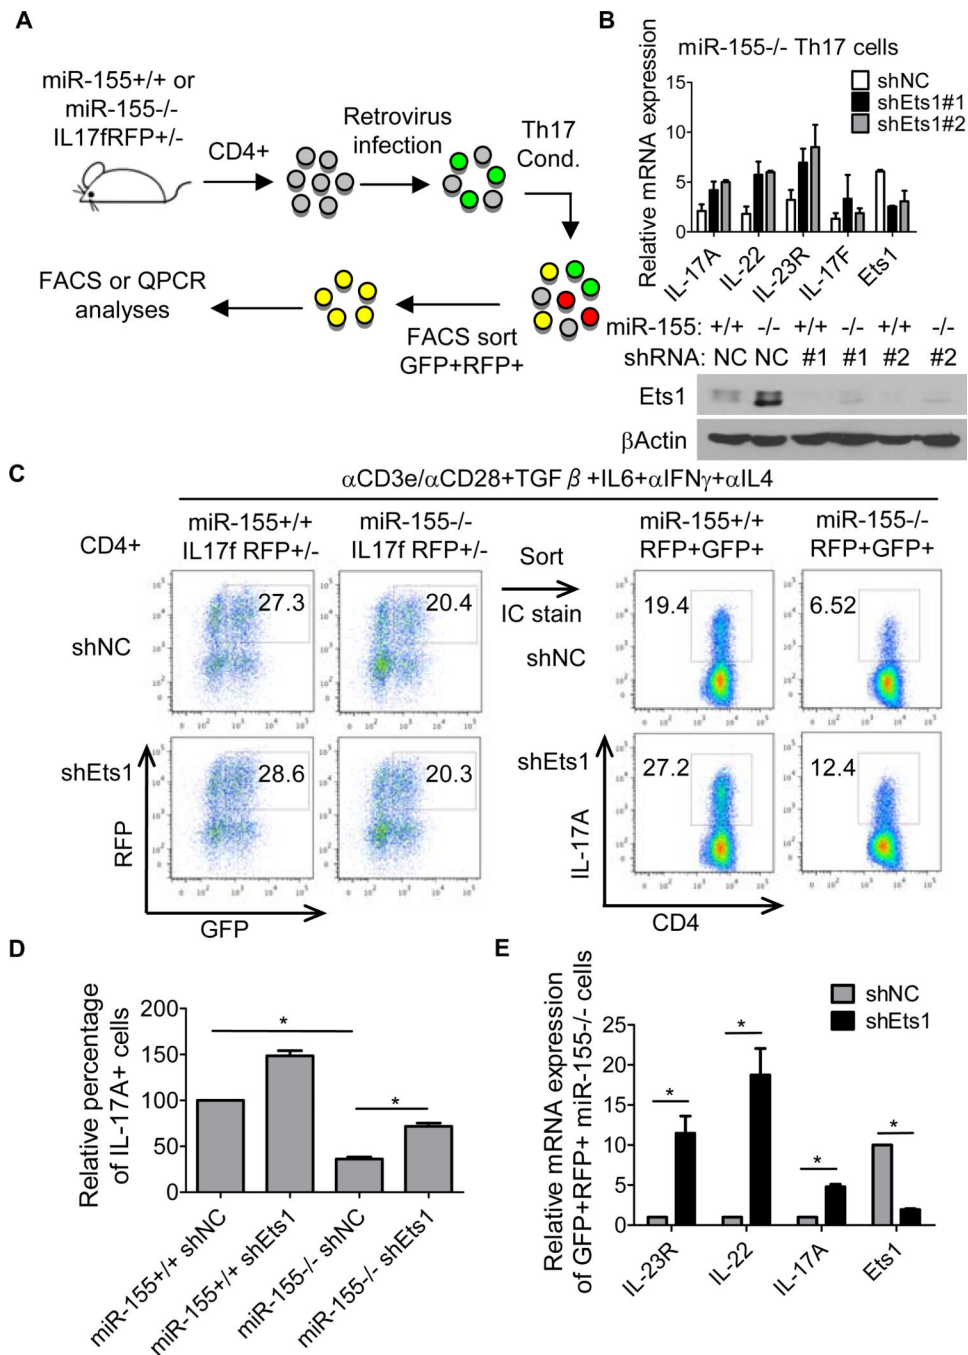 A
miR-155+/+ or
miR-155-/-
IL17fRFP+/-
CD4+
Retrovirus
infection
Th17
Cond.
FACS or QPCR
analyses
FACS sort
GFP+RFP+
B
miR-155-/- Th17 cells
Relative mRNA expression
15
10
5
0
shNC
shEts1#1
shEts1#2
IL-17A
IL-22
IL-23R
IL-17F
Ets1
miR-155: +/+ -/- +/+ -/- +/+ -/-
shRNA: NC NC #1 #1 #2 #2
Ets1
βActin
C
αCD3e/αCD28+TGFβ+IL6+αIFNγ+αIL4
CD4+
miR-155+/+
IL17f RFP+/-
miR-155-/-
IL17f RFP+/-
Sort
IC stain
miR-155+/+
RFP+GFP+
miR-155-/-
RFP+GFP+
shNC
27.3
20.4
shNC
19.4
6.52
shEts1
28.6
20.3
shEts1
27.2
12.4
RFP
GFP
IL-17A
CD4
D
Relative percentage
of IL-17A+ cells
200
150
100
50
0
*
*
miR-155+/+ shNC
miR-155+/+ shEts1
miR-155-/- shNC
miR-155-/- shEts1
E
Relative mRNA expression
of GFP+RFP+ miR-155-/- cells
shNC
shEts1
25
20
15
10
5
0
*
*
*
*
IL-23R
IL-22
IL-17A
Ets1